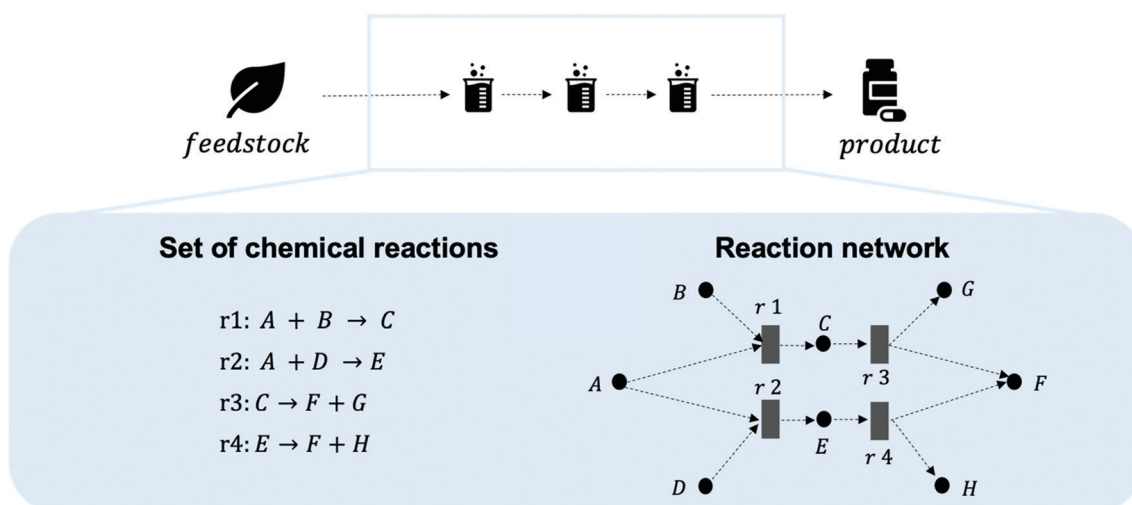 feedstock
product
Set of chemical reactions
r1: A + B → C
r2: A + D → E
r3: C → F + G
r4: E → F + H
Reaction network
B
r 1
C
G
r 3
A
F
r 2
E
r 4
D
H